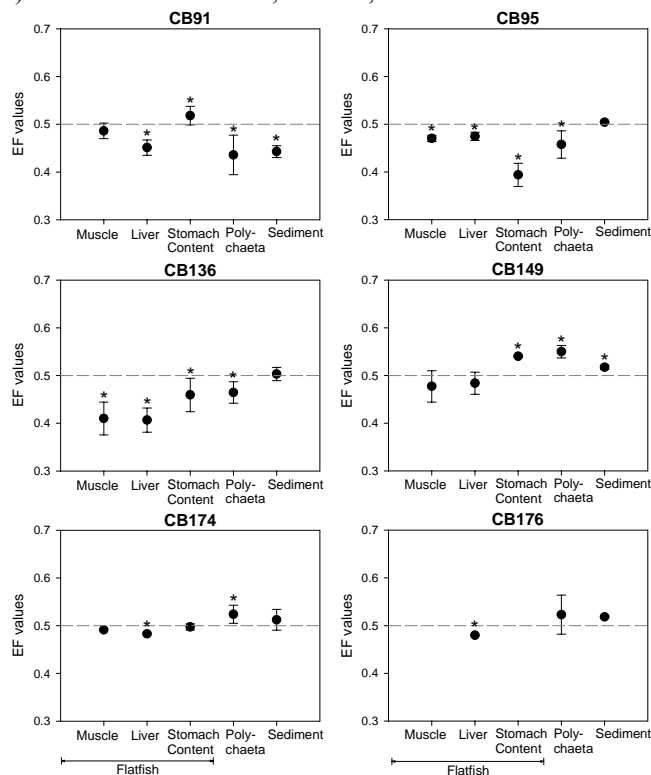 CB91 CB95
0.7 0.7
0.6 0.6
* * * * *
EF values 0.5 EF values 0.5
* * * *
0.4 0.4
0.3 0.3
Muscle Liver Stomach Poly- Sediment Muscle Liver Stomach Poly- Sediment
Content chaeta Content chaeta
CB136 CB149
0.7 0.7
0.6 0.6
* * *
EF values 0.5 EF values 0.5
* * * *
0.4 0.4
0.3 0.3
Muscle Liver Stomach Poly- Sediment Muscle Liver Stomach Poly- Sediment
Content chaeta Content chaeta
CB174 CB176
0.7 0.7
0.6 0.6
* * *
EF values 0.5 EF values 0.5
0.4 0.4
0.3 0.3
Muscle Liver Stomach Poly- Sediment Muscle Liver Stomach Poly- Sediment
Content chaeta Content chaeta
Flatfish Flatfish